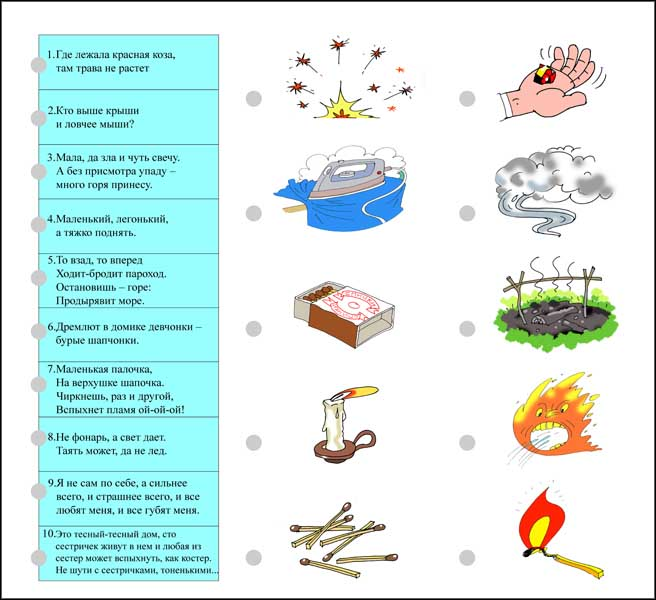 1.Где лежала красная коза,
там трава не растет
2.Кто выше крыши
и ловчее мыши?
3.Мала, да зла и чуть свечу.
А без присмотра упаду –
много горя принесу.
4.Маленький, легонький,
а тяжко поднять.
5.То взад, то вперед
Ходит-бродит пароход.
Остановишь – горе:
Продырявит море.
6.Дремлют в домике девчонки –
бурые шапчонки.
7.Маленькая палочка,
На верхушке шапочка.
Чиркнешь, раз и другой,
Вспыхнет пламя ой-ой-ой!
8.Не фонарь, а свет дает.
Таять может, да не лед.
9.Я не сам по себе, а сильнее
всего, и страшнее всего, и все
любят меня, и все губят меня.
10.Это тесный-тесный дом, сто
сестричек живут в нем и любая из
сестер может вспыхнуть, как костер.
Не шути с сестричками, тоненькими...